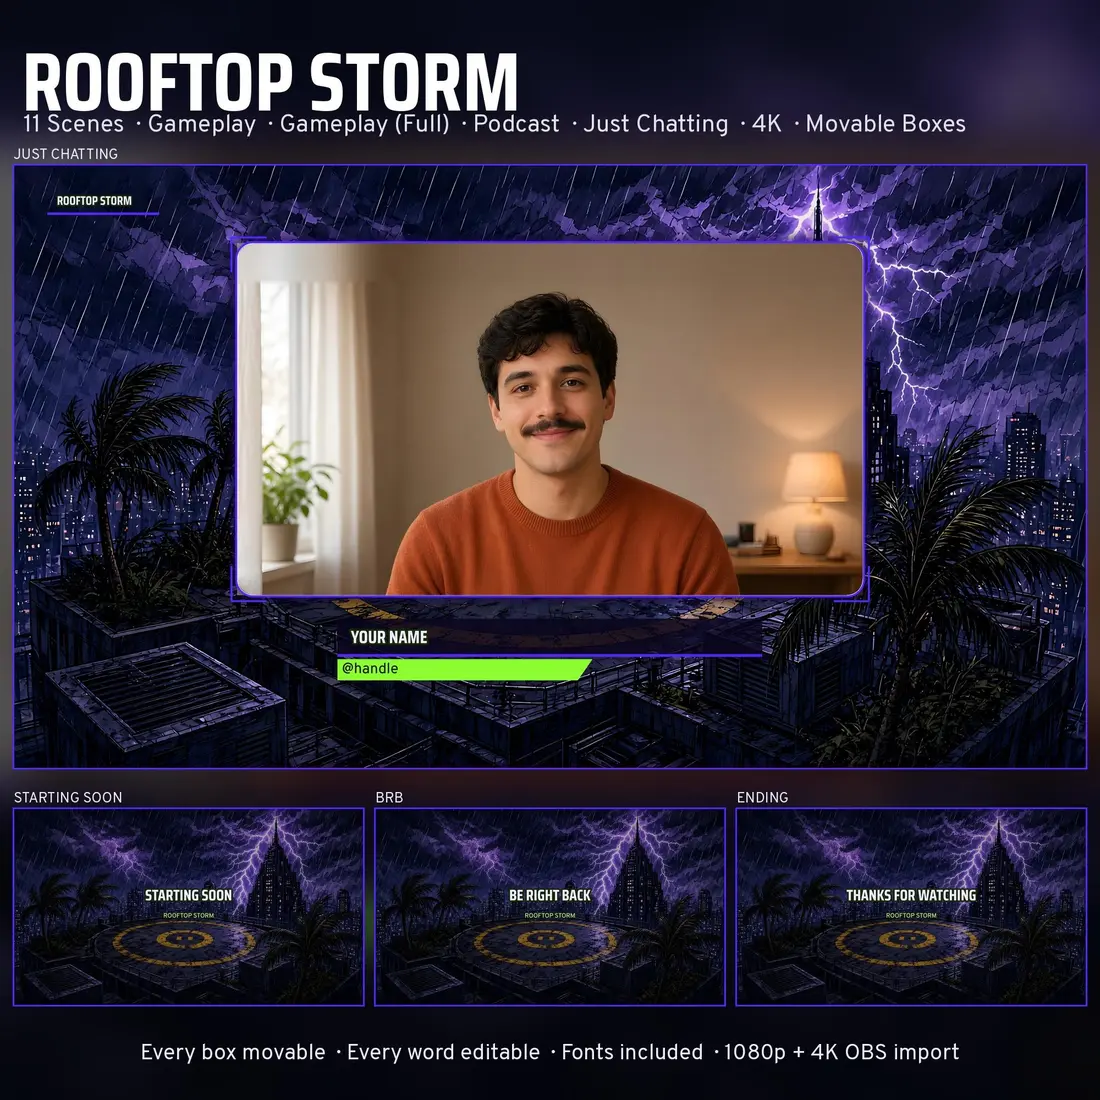 ROOFTOP STORM
11 Scenes · Gameplay · Gameplay (Full) · Podcast · Just Chatting · 4K · Movable Boxes
JUST CHATTING
ROOFTOP STORM
YOUR NAME
@handle
STARTING SOON
BRB
ENDING
STARTING SOON
ROOFTOP STORM
BE RIGHT BACK
ROOFTOP STORM
THANKS FOR WATCHING
ROOFTOP STORM
Every box movable · Every word editable · Fonts included · 1080p + 4K OBS import